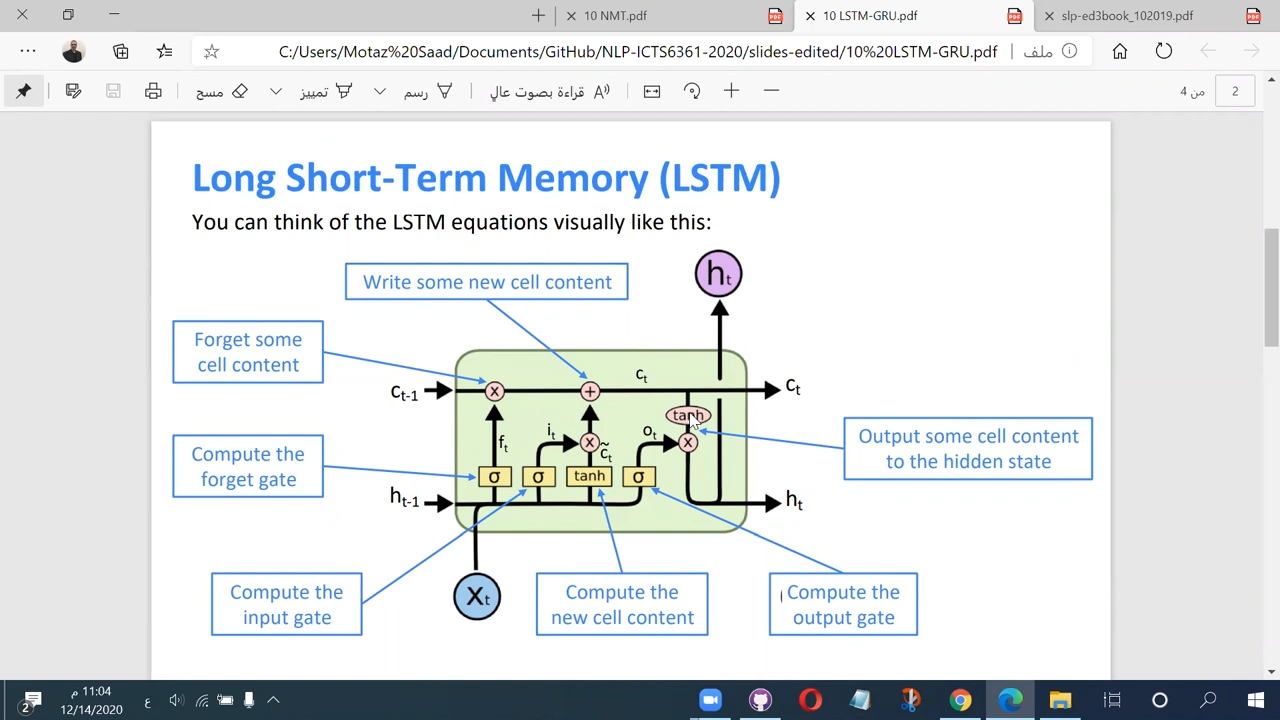 10 NMT.pdf
10 LSTM-GRU.pdf
slp-ed3book_102019.pdf
C:/Users/Motaz%20Saad/Documents/GitHub/NLP-ICTS6361-2020/slides-edited/10%20LSTM-GRU.pdf
ملف
مسح
تمييز
رسم
قراءة بصوت عالٍ
من 4
2
Long Short-Term Memory (LSTM)
You can think of the LSTM equations visually like this:
ht
Write some new cell content
Forget some
cell content
ct-1
x
+
ct
ct
tanh
Output some cell content
to the hidden state
Compute the
forget gate
ft
it
x
c̃t
ot
x
σ
σ
tanh
σ
ht-1
ht
Xt
Compute the
input gate
Compute the
new cell content
Compute the
output gate
2
ع
11:04 م
12/14/2020